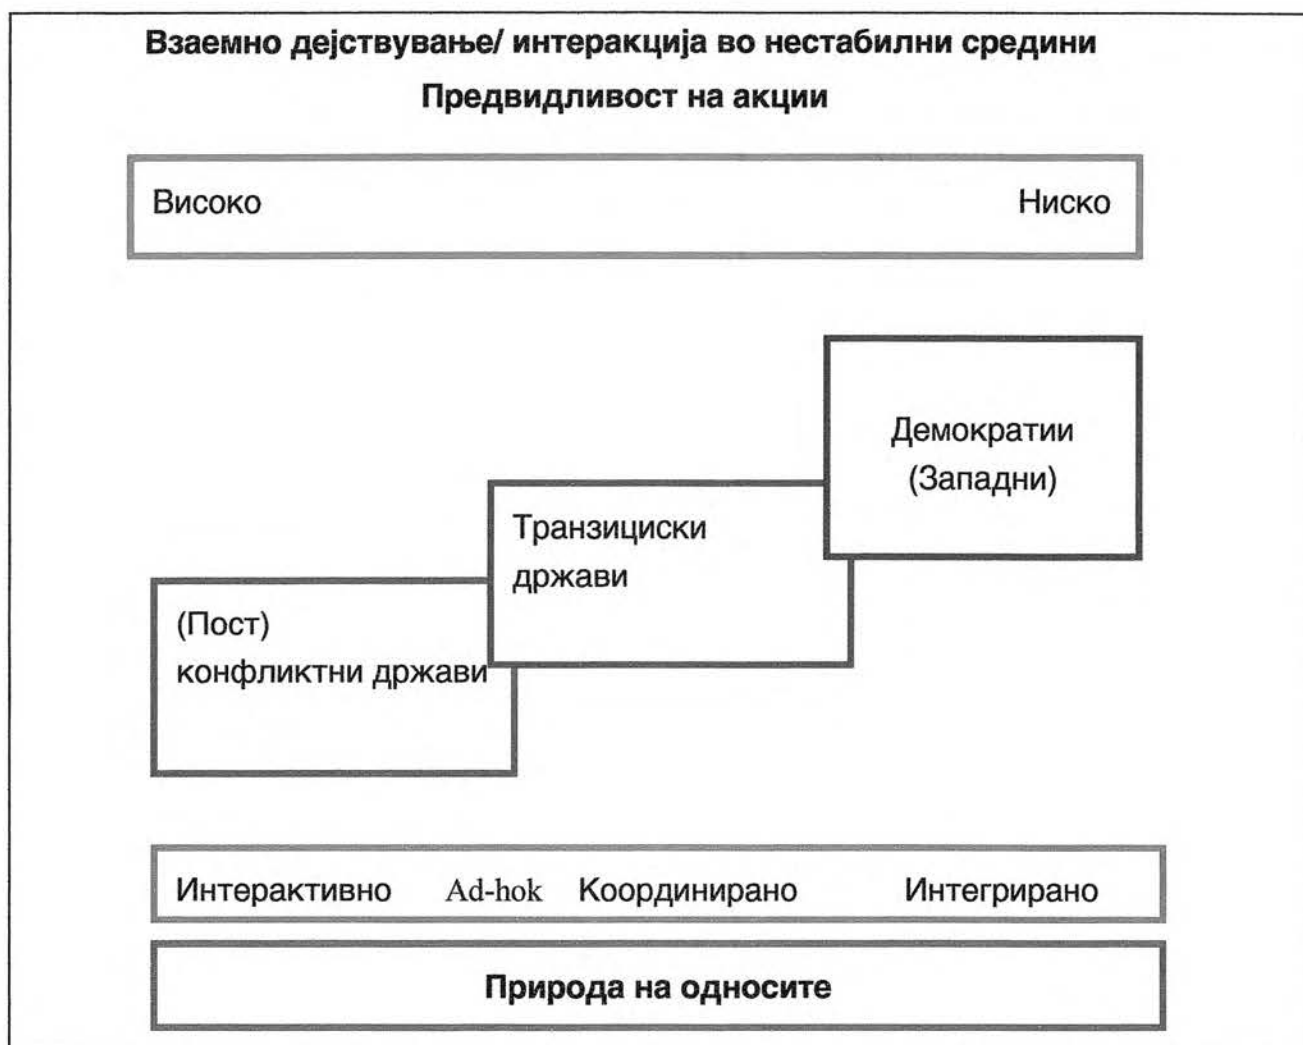 Взаемно дејствување/ интеракција во нестабилни средини
Предвидливост на акции
Високо Ниско
Демократии
(Западни)
Транзициски
држави
(Пост)
конфликтни држави
Интерактивно Ad-hok Координирано Интегрирано
Природа на односите